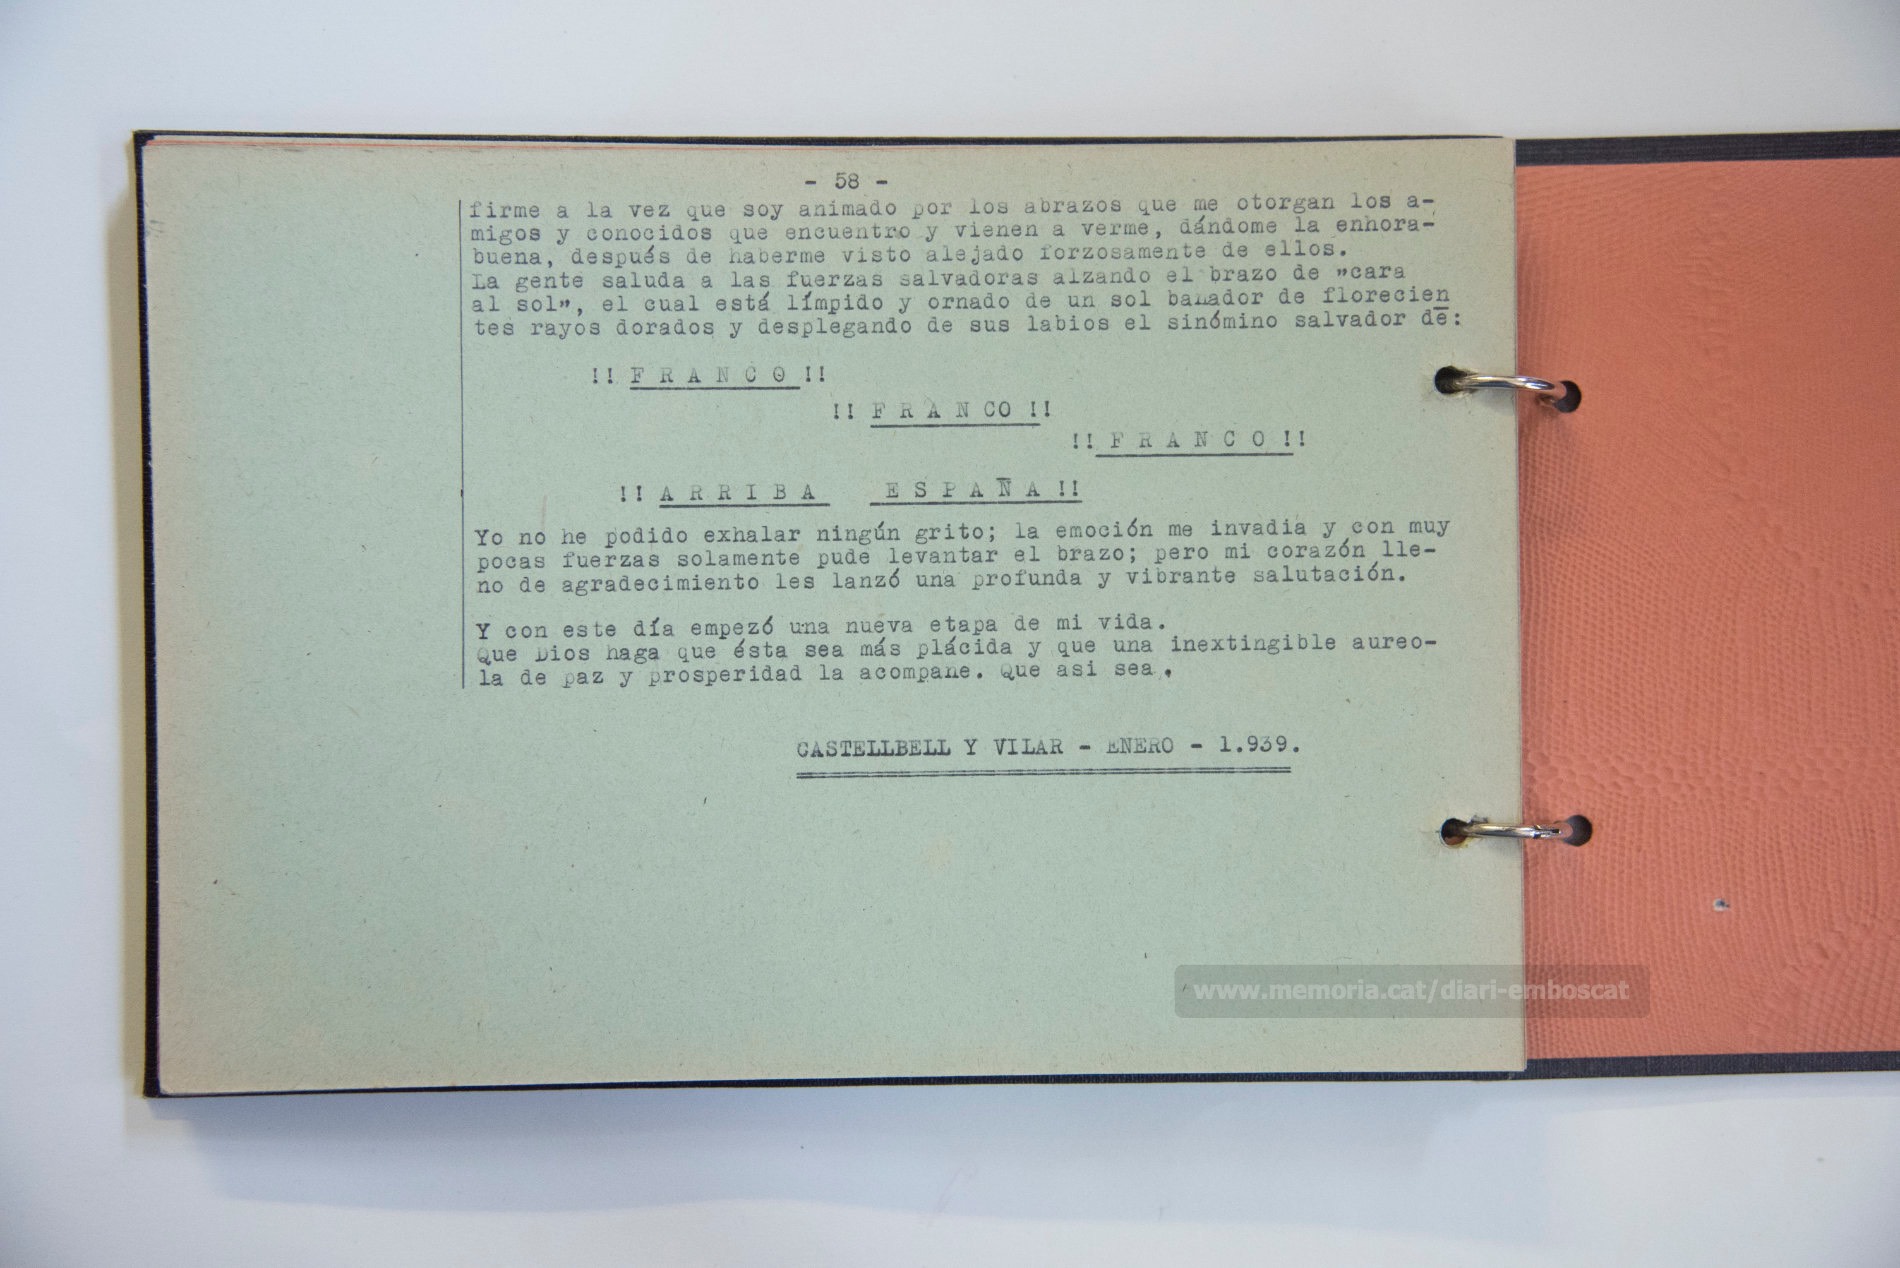 - 58 -
firme a la vez que soy animado por los abrazos que me otorgan los a-
migos y conocidos que encuentro y vienen a verme, dándome la enhora-
buena, después de haberme visto alejado forzosamente de ellos.
La gente saluda a las fuerzas salvadoras alzando el brazo de "cara
al sol", el cual está límpido y ornado de un sol bañador de florecien
tes rayos dorados y desplegando de sus labios el sinómino salvador de:
!! F R A N C O !!
!! F R A N CO !!
!! F R A N C O !!
!! A R R I B A   E S P A Ñ A !!
Yo no he podido exhalar ningún grito; la emoción me invadia y con muy
pocas fuerzas solamente pude levantar el brazo; pero mi corazón lle-
no de agradecimiento les lanzó una profunda y vibrante salutación.
Y con este día empezó una nueva etapa de mi vida.
Que Dios haga que ésta sea más plácida y que una inextingible aureo-
la de paz y prosperidad la acompañe. Que asi sea.
CASTELLBELL Y VILAR - ENERO - 1.939.
www.memoria.cat/diari-emboscat